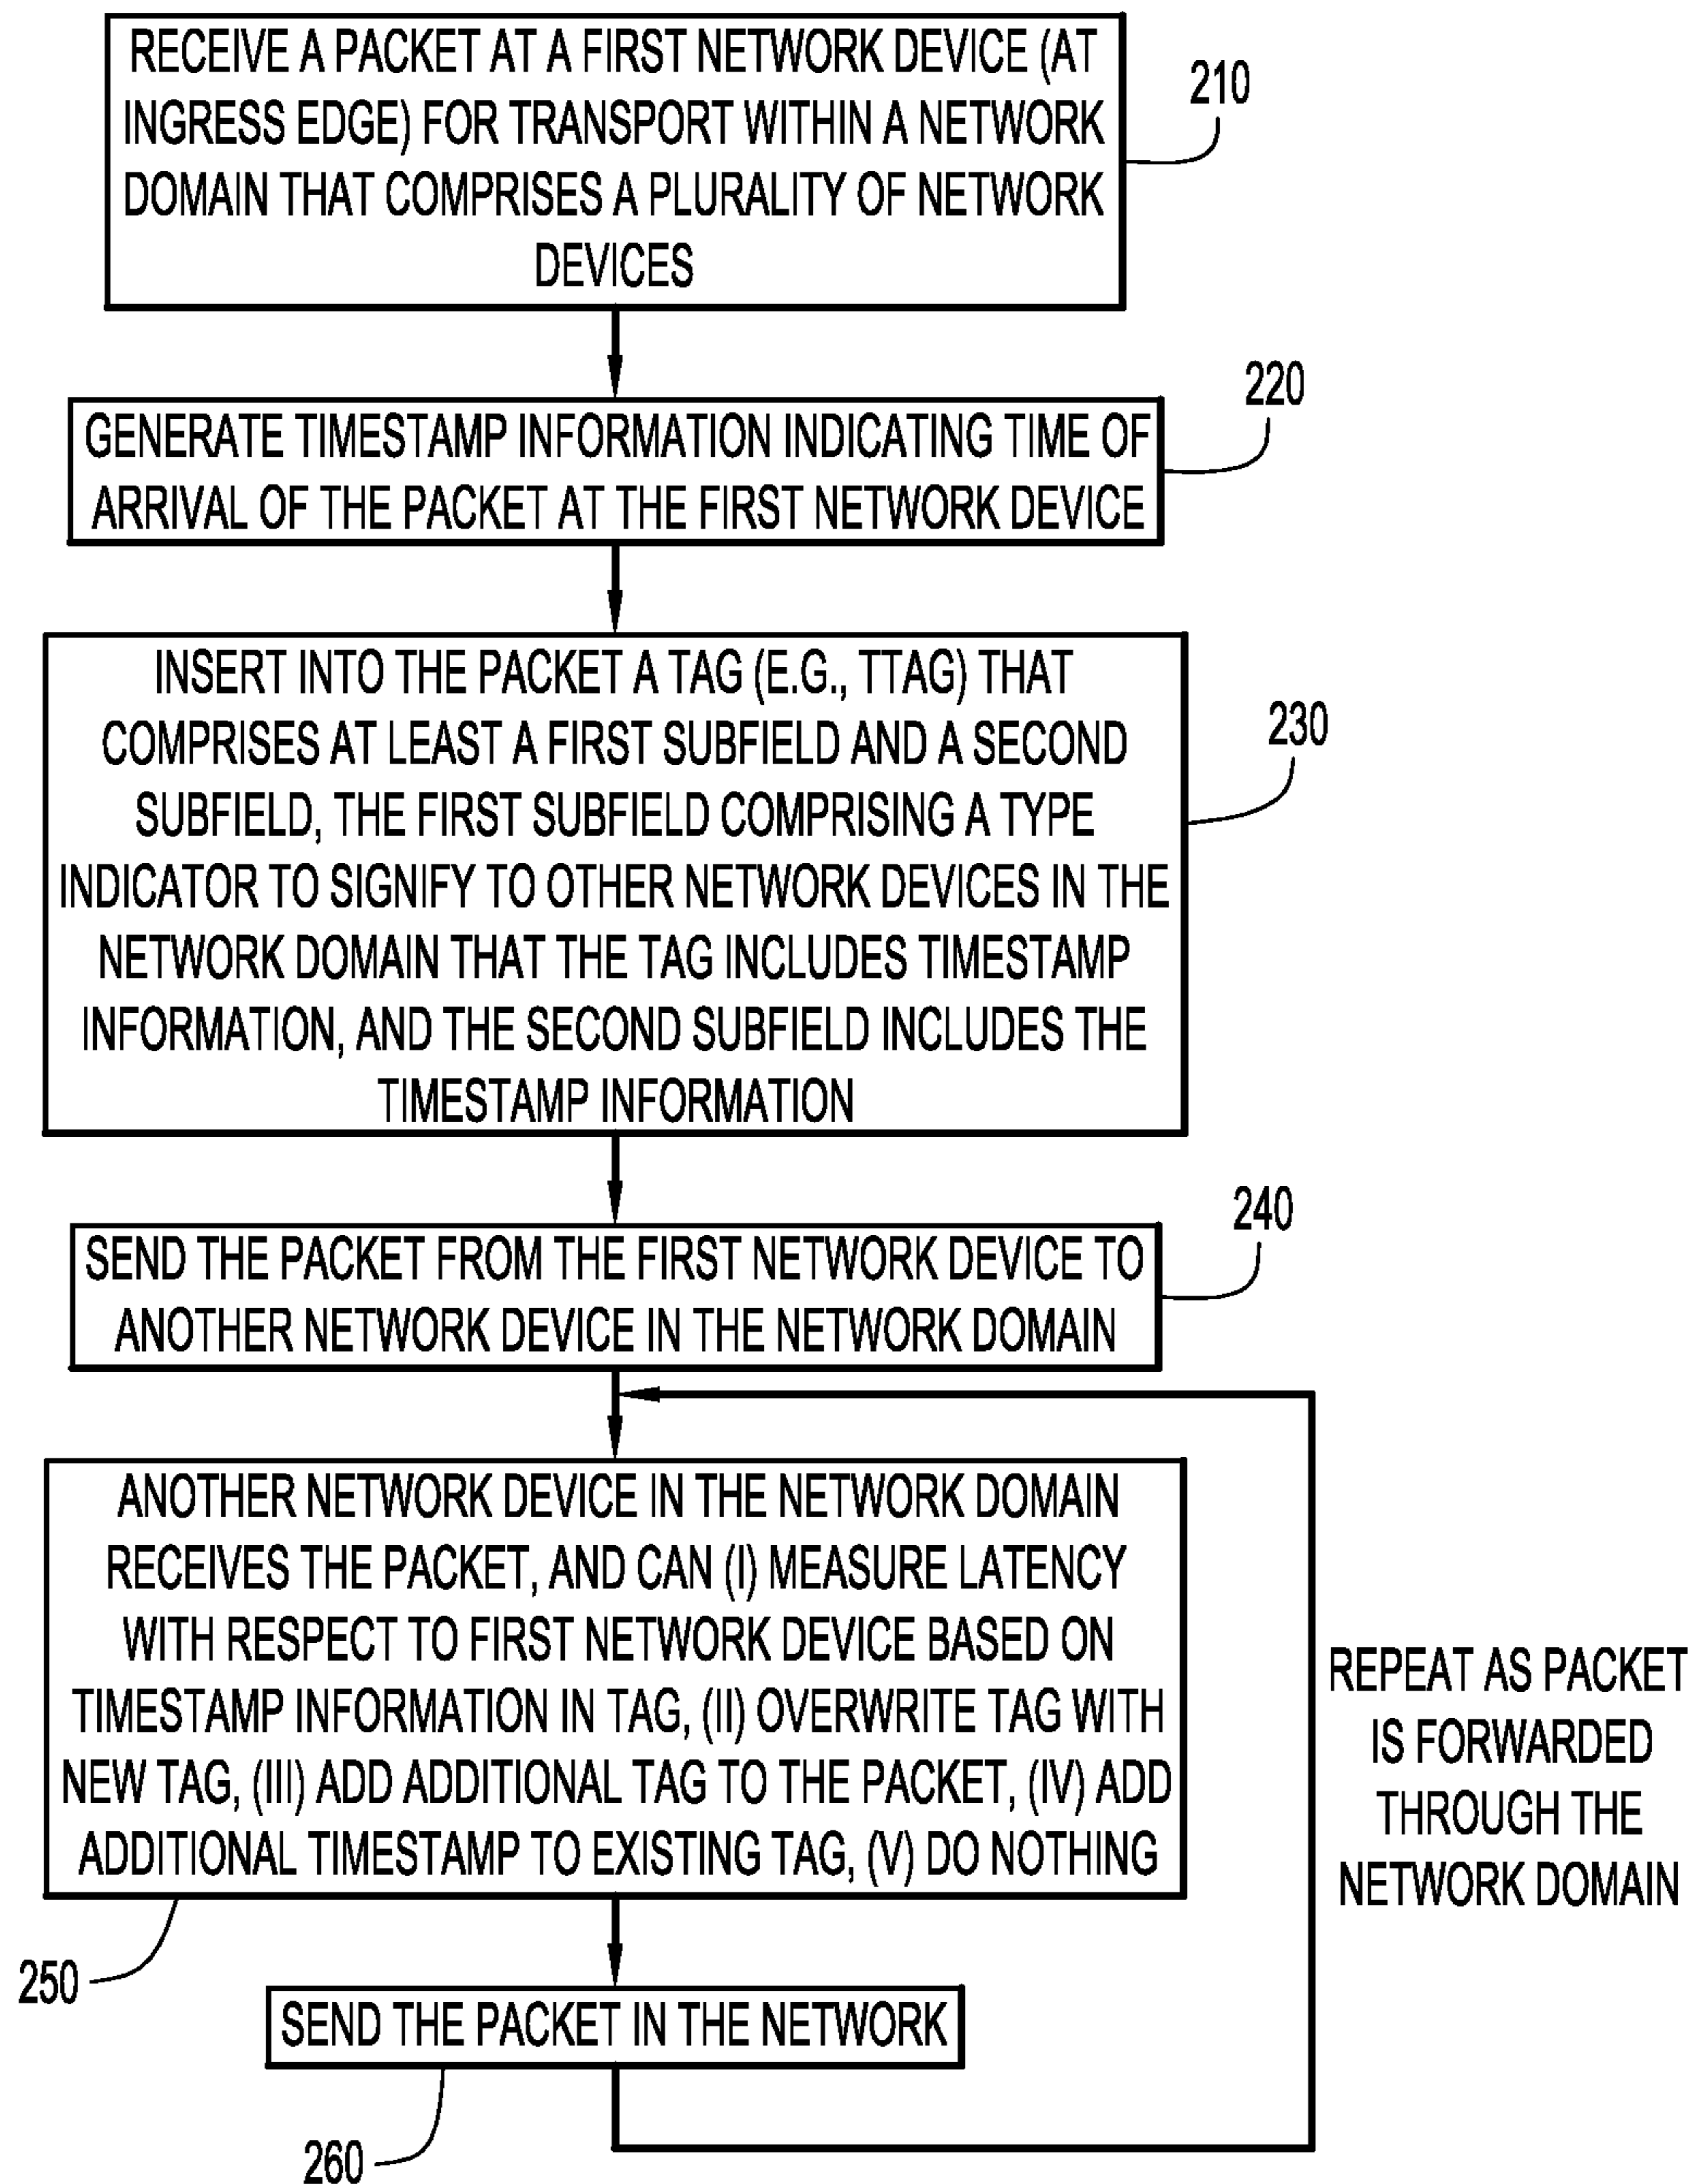 RECEIVE A PACKET AT A FIRST NETWORK DEVICE (AT
INGRESS EDGE) FOR TRANSPORT WITHIN A NETWORK
DOMAIN THAT COMPRISES A PLURALITY OF NETWORK
DEVICES
210
GENERATE TIMESTAMP INFORMATION INDICATING TIME OF
ARRIVAL OF THE PACKET AT THE FIRST NETWORK DEVICE
220
INSERT INTO THE PACKET A TAG (E.G., TTAG) THAT
COMPRISES AT LEAST A FIRST SUBFIELD AND A SECOND
SUBFIELD, THE FIRST SUBFIELD COMPRISING A TYPE
INDICATOR TO SIGNIFY TO OTHER NETWORK DEVICES IN THE
NETWORK DOMAIN THAT THE TAG INCLUDES TIMESTAMP
INFORMATION, AND THE SECOND SUBFIELD INCLUDES THE
TIMESTAMP INFORMATION
230
SEND THE PACKET FROM THE FIRST NETWORK DEVICE TO
ANOTHER NETWORK DEVICE IN THE NETWORK DOMAIN
240
ANOTHER NETWORK DEVICE IN THE NETWORK DOMAIN
RECEIVES THE PACKET, AND CAN (I) MEASURE LATENCY
WITH RESPECT TO FIRST NETWORK DEVICE BASED ON
TIMESTAMP INFORMATION IN TAG, (II) OVERWRITE TAG WITH
NEW TAG, (III) ADD ADDITIONAL TAG TO THE PACKET, (IV) ADD
ADDITIONAL TIMESTAMP TO EXISTING TAG, (V) DO NOTHING
250
REPEAT AS PACKET
IS FORWARDED
THROUGH THE
NETWORK DOMAIN
SEND THE PACKET IN THE NETWORK
260